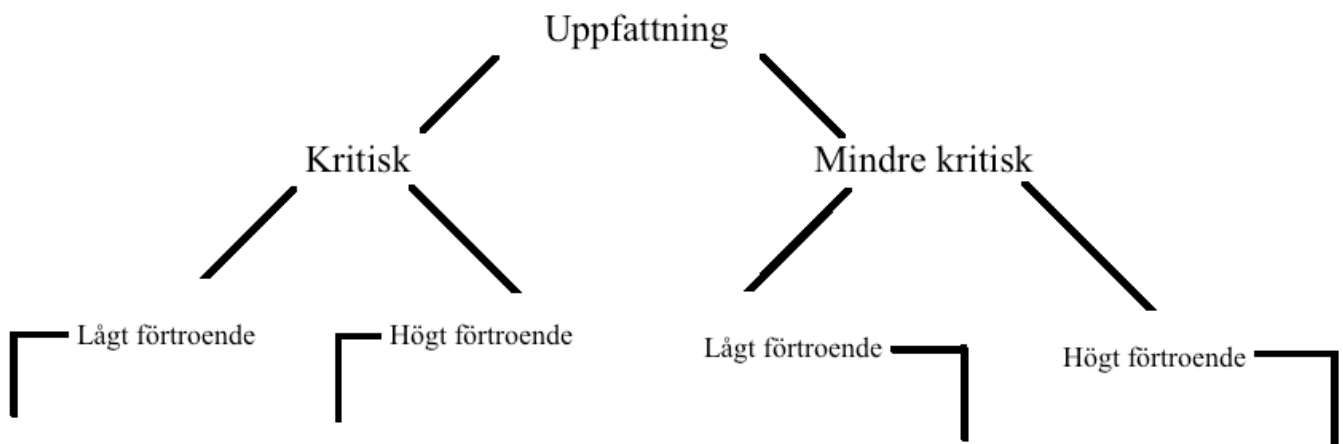 Uppfattning
Kritisk
Mindre kritisk
Lågt förtroende
Högt förtroende
Lågt förtroende
Högt förtroende